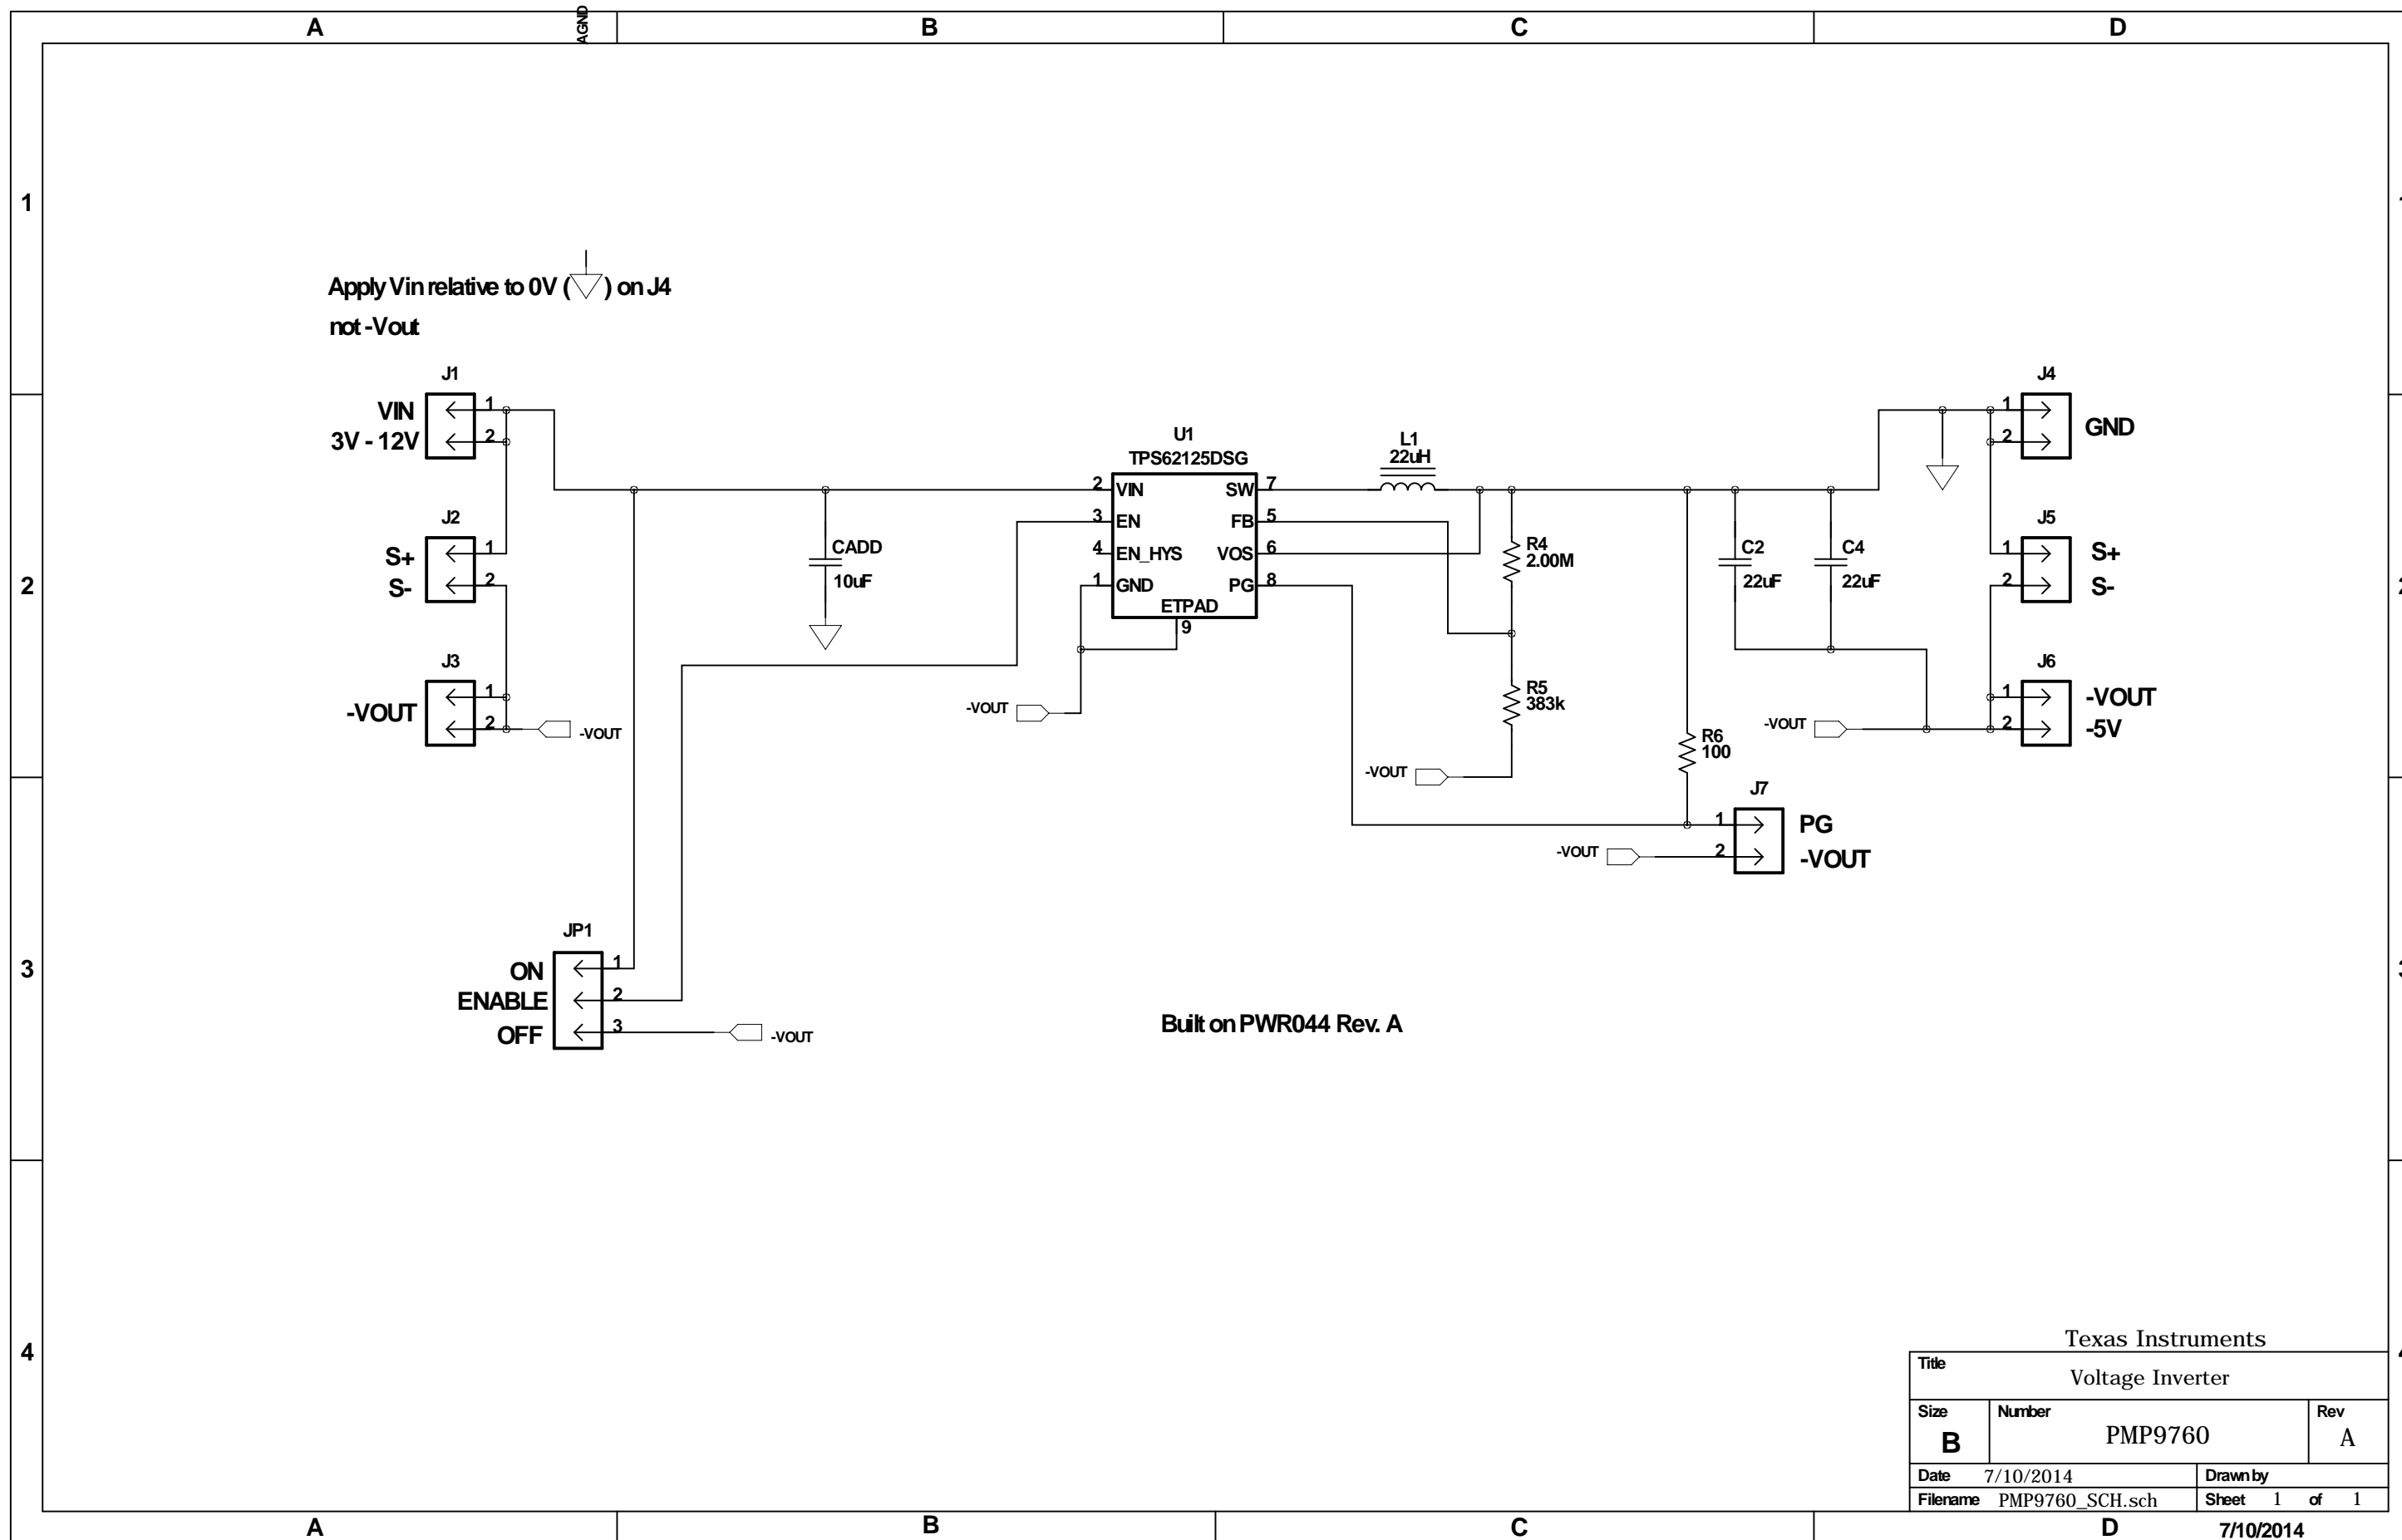 A
AGND
B
C
D
1
Apply Vin relative to 0V ( ) on J4
not -Vout
J1
VIN
3V - 12V
1
2
J2
S+
S-
1
2
J3
-VOUT
1
2
-VOUT
CADD
10uF
U1
TPS62125DSG
2 VIN
3 EN
4 EN_HYS
1 GND
SW 7
FB 5
VOS 6
PG 8
ETPAD
9
-VOUT
L1
22uH
R4
2.00M
R5
383k
-VOUT
R6
100
C2
22uF
C4
22uF
J4
1
2
GND
J5
1
2
S+
S-
J6
1
2
-VOUT
-5V
-VOUT
J7
1
2
PG
-VOUT
-VOUT
2
3
JP1
ON
ENABLE
OFF
1
2
3
-VOUT
Built on PWR044 Rev. A
4
Texas Instruments
Title
Voltage Inverter
Size
B
Number
PMP9760
Rev
A
Date 7/10/2014
Drawn by
Filename PMP9760_SCH.sch
Sheet 1 of 1
A
B
C
D
7/10/2014